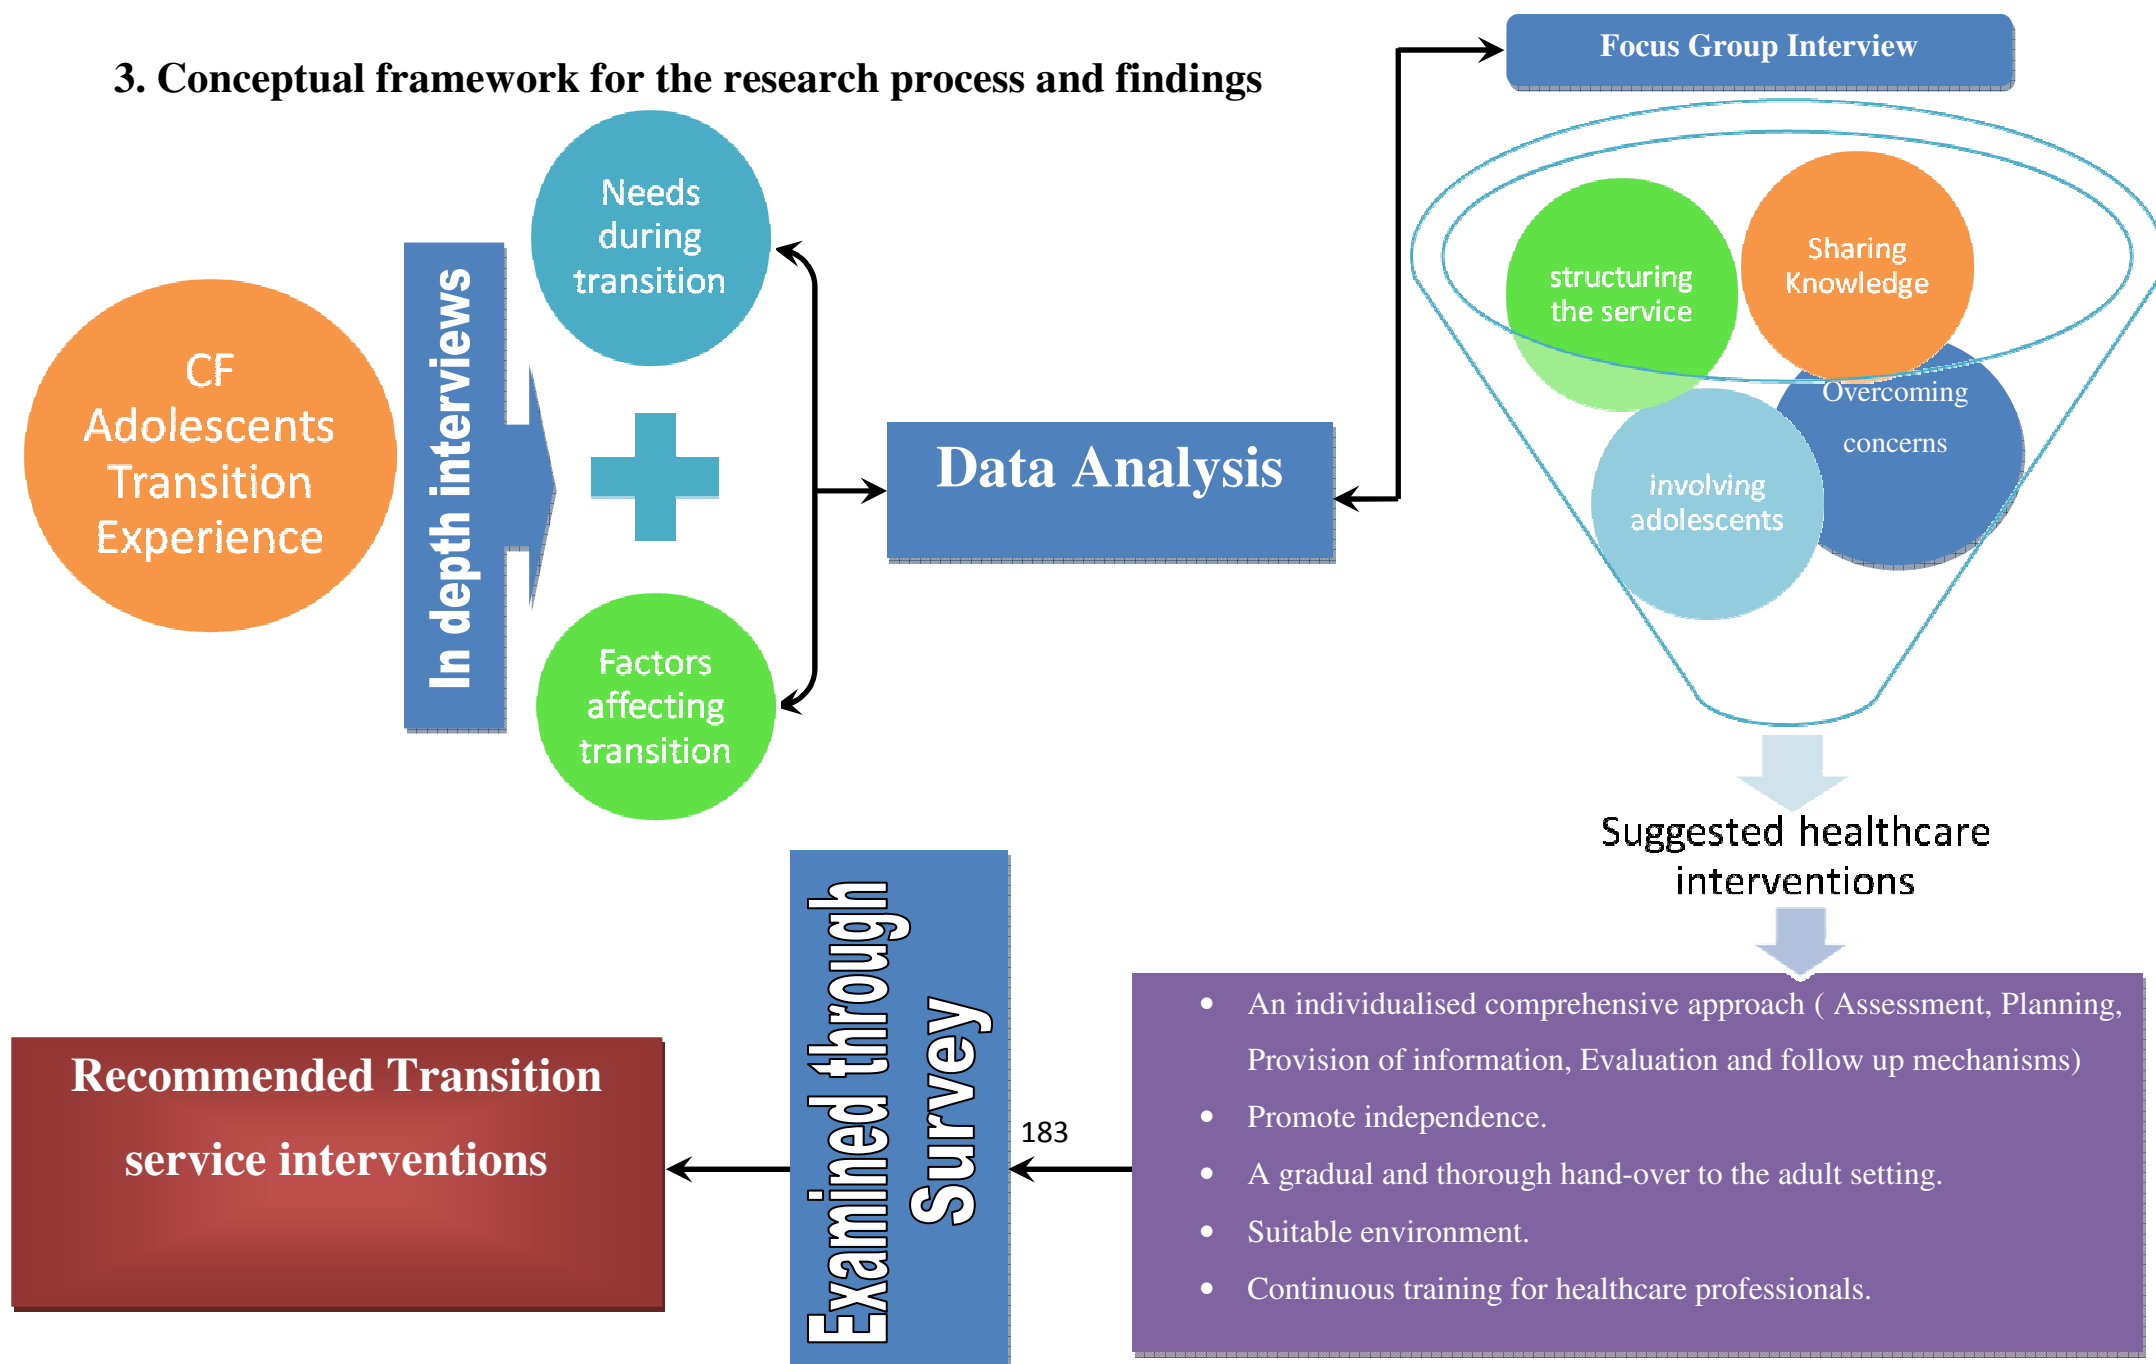 3. Conceptual framework for the research process and findings
CF
Adolescents
Transition
Experience
In depth interviews
Needs
during
transition
Factors
affecting
transition
Data Analysis
Focus Group Interview
structuring
the service
Sharing
Knowledge
Overcoming
concerns
involving
adolescents
Suggested healthcare
interventions
• An individualised comprehensive approach ( Assessment, Planning,
Provision of information, Evaluation and follow up mechanisms)
• Promote independence.
• A gradual and thorough hand-over to the adult setting.
• Suitable environment.
• Continuous training for healthcare professionals.
183
Examined through
Survey
Recommended Transition
service interventions